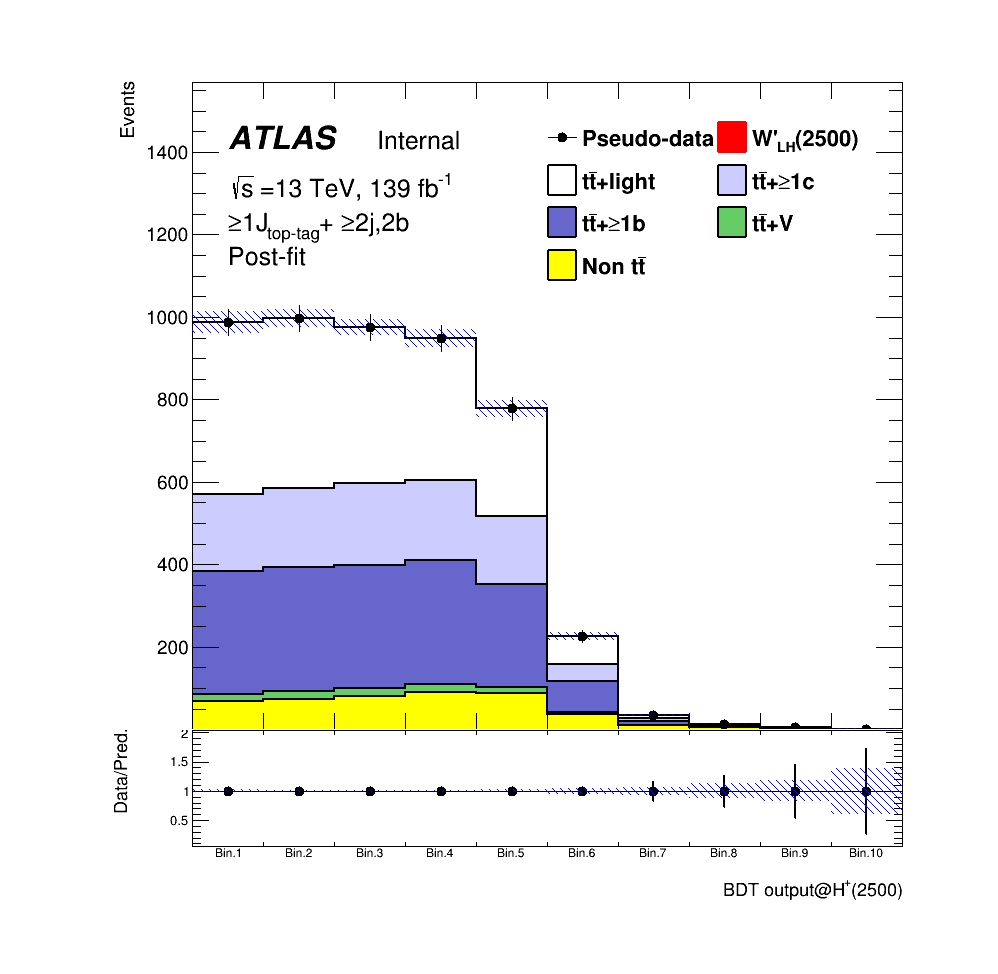 Events
1400
1200
1000
800
600
400
200
ATLAS Internal
√s =13 TeV, 139 fb⁻¹
≥1J_top-tag+ ≥2j,2b
Post-fit
Pseudo-data
W'_LH(2500)
tt̄+light
tt̄+≥1c
tt̄+≥1b
tt̄+V
Non tt̄
Data/Pred.
2
1.5
1
0.5
Bin.1 Bin.2 Bin.3 Bin.4 Bin.5 Bin.6 Bin.7 Bin.8 Bin.9 Bin.10
BDT output@H⁺(2500)